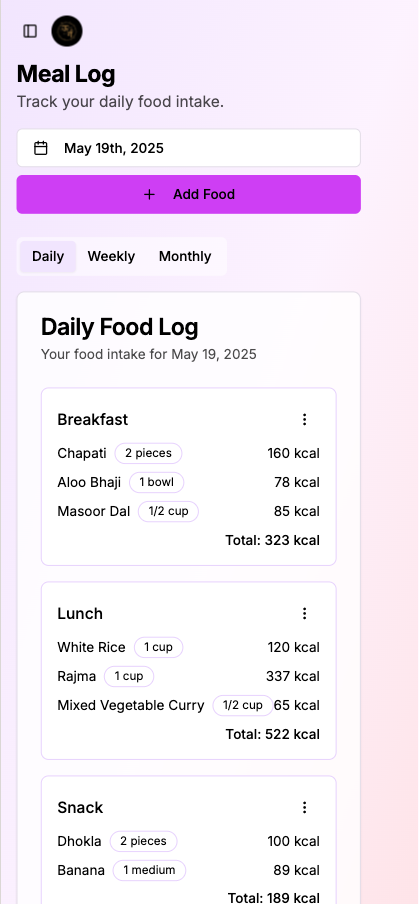 Meal Log
Track your daily food intake.
May 19th, 2025
+ Add Food
Daily Weekly Monthly
Daily Food Log
Your food intake for May 19, 2025
Breakfast
Chapati 2 pieces 160 kcal
Aloo Bhaji 1 bowl 78 kcal
Masoor Dal 1/2 cup 85 kcal
Total: 323 kcal
Lunch
White Rice 1 cup 120 kcal
Rajma 1 cup 337 kcal
Mixed Vegetable Curry 1/2 cup 65 kcal
Total: 522 kcal
Snack
Dhokla 2 pieces 100 kcal
Banana 1 medium 89 kcal
Total: 189 kcal